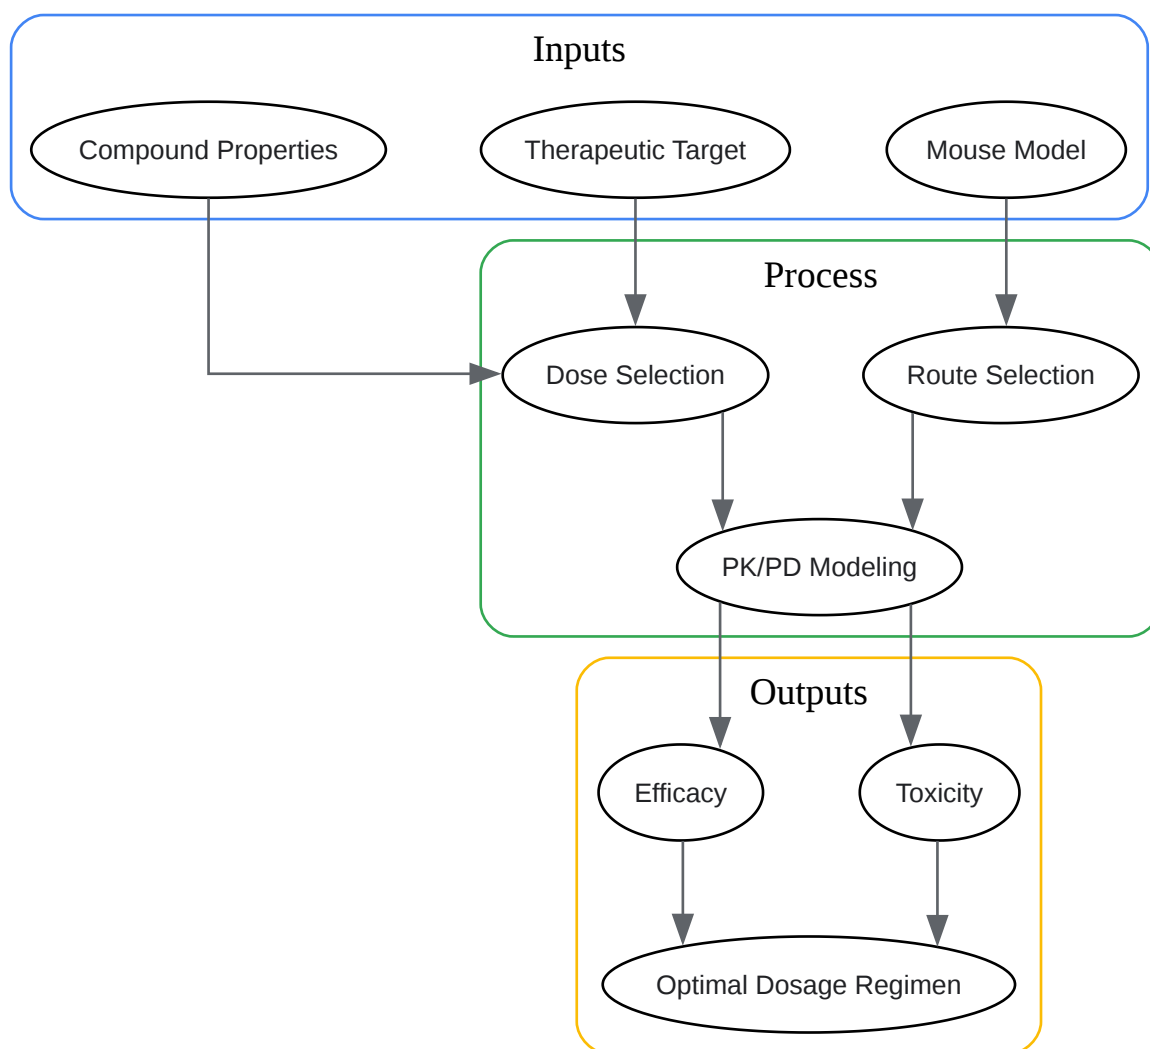 Inputs
Compound Properties
Therapeutic Target
Mouse Model
Process
Dose Selection
Route Selection
PK/PD Modeling
Outputs
Efficacy
Toxicity
Optimal Dosage Regimen